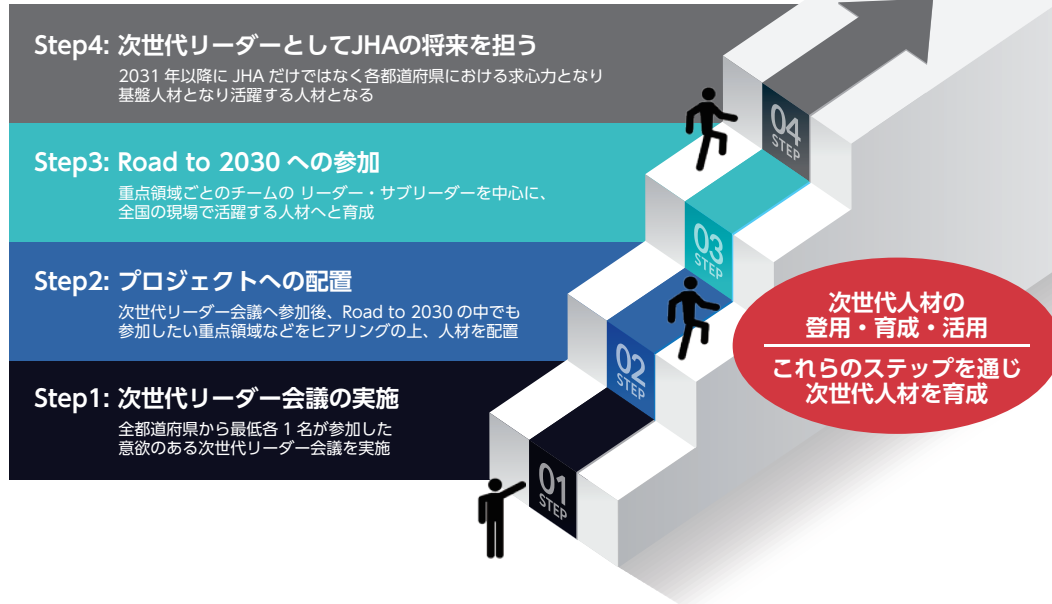 Step4: 次世代リーダーとしてJHAの将来を担う
2031年以降に JHA だけではなく各都道府県における求心力となり
基盤人材となり活躍する人材となる
Step3: Road to 2030 への参加
重点領域ごとのチームの リーダー・サブリーダーを中心に、
全国の現場で活躍する人材へと育成
Step2: プロジェクトへの配置
次世代リーダー会議へ参加後、Road to 2030 の中でも
参加したい重点領域などをヒアリングの上、人材を配置
Step1: 次世代リーダー会議の実施
全都道府県から最低各1名が参加した
意欲のある次世代リーダー会議を実施
04
STEP
03
STEP
02
STEP
01
STEP
次世代人材の
登用・育成・活用
これらのステップを通じ
次世代人材を育成